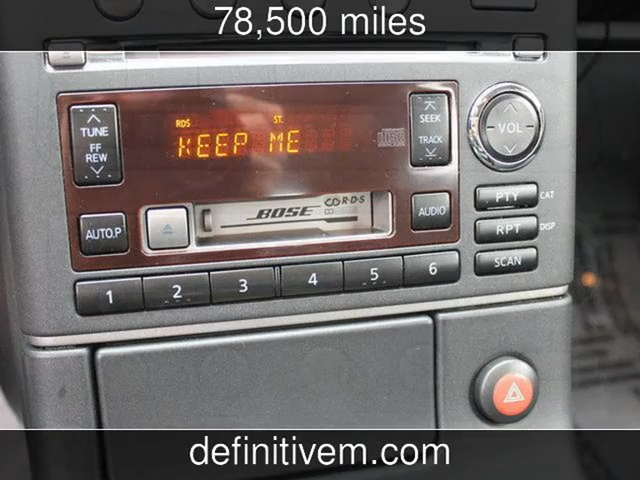 78,500 miles
TUNE
FF
REW
RDS
ST.
KEEP ME
SEEK
TRACK
VOL
AUTO.P
BOSE
R·D·S
AUDIO
PTY CAT
RPT DISP
SCAN
1 2 3 4 5 6
definitivem.com